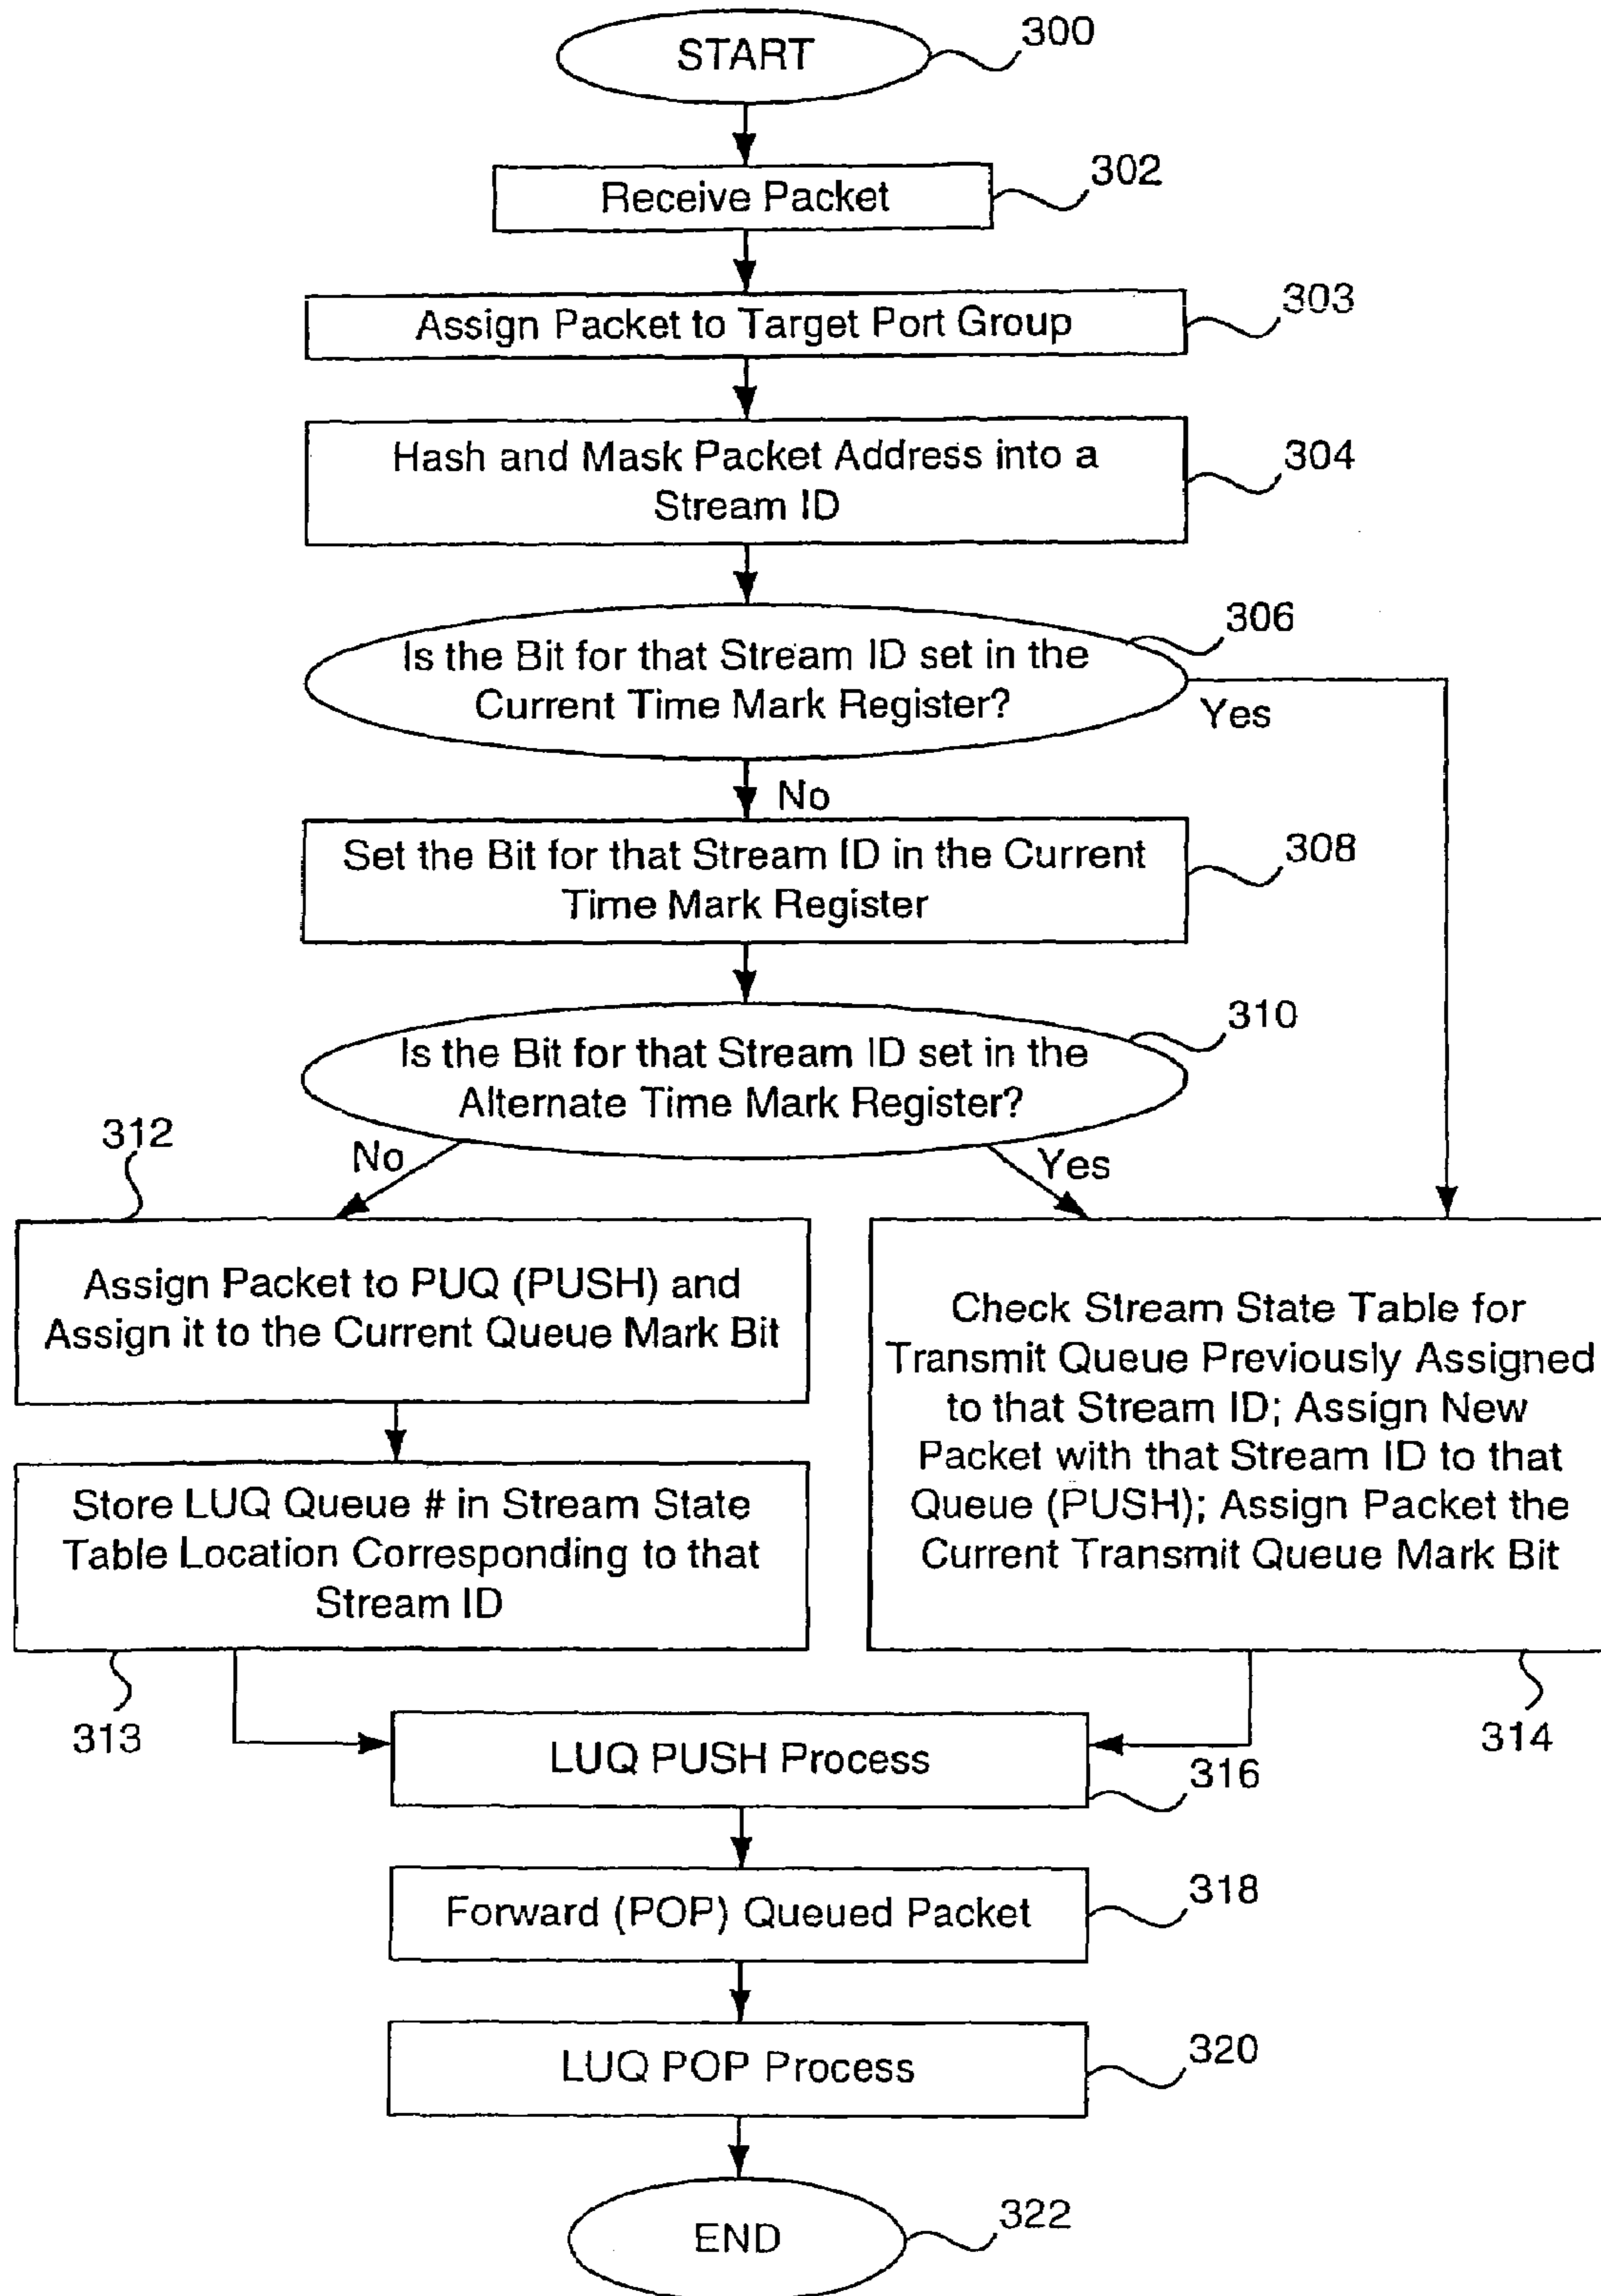 START
300
Receive Packet
302
Assign Packet to Target Port Group
303
Hash and Mask Packet Address into a
Stream ID
304
Is the Bit for that Stream ID set in the
Current Time Mark Register?
306
Yes
No
Set the Bit for that Stream ID in the Current
Time Mark Register
308
Is the Bit for that Stream ID set in the
Alternate Time Mark Register?
310
312
No
Yes
Assign Packet to PUQ (PUSH) and
Assign it to the Current Queue Mark Bit
Store LUQ Queue # in Stream State
Table Location Corresponding to that
Stream ID
313
Check Stream State Table for
Transmit Queue Previously Assigned
to that Stream ID; Assign New
Packet with that Stream ID to that
Queue (PUSH); Assign Packet the
Current Transmit Queue Mark Bit
314
LUQ PUSH Process
316
Forward (POP) Queued Packet
318
LUQ POP Process
320
END
322